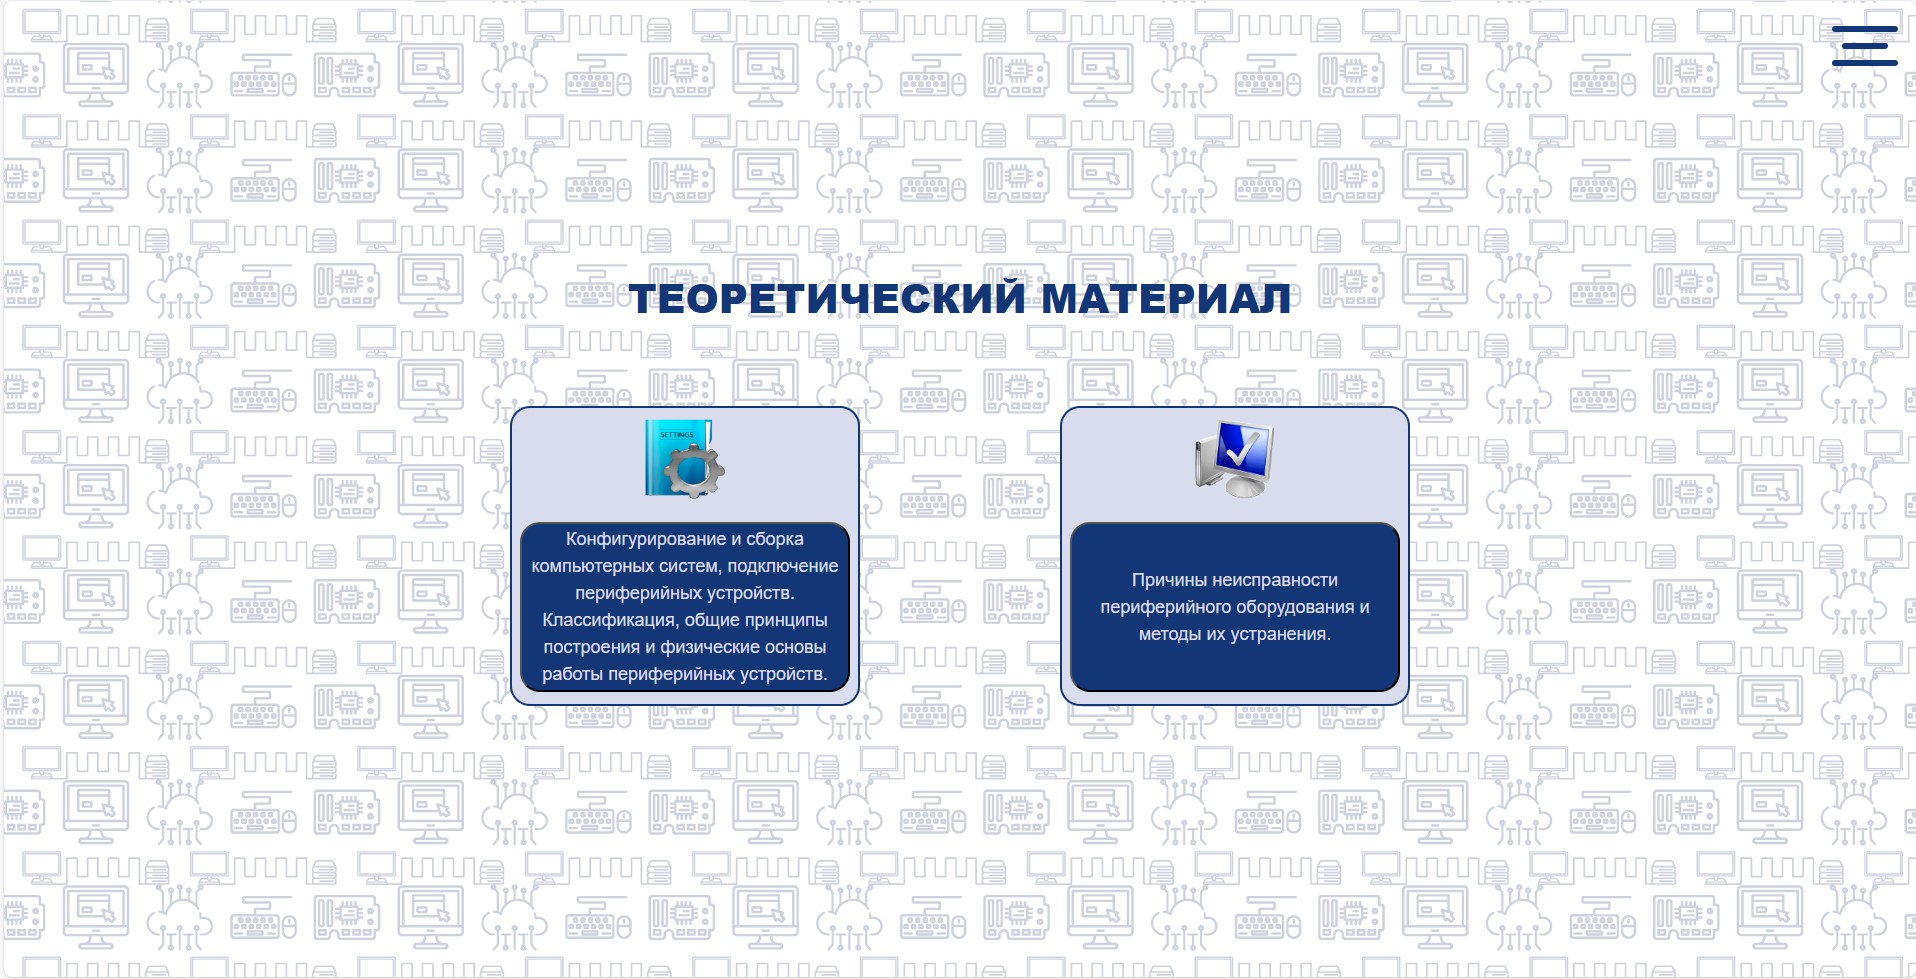 ТЕОРЕТИЧЕСКИЙ МАТЕРИАЛ
SETTINGS
Конфигурирование и сборка
компьютерных систем, подключение
периферийных устройств.
Классификация, общие принципы
построения и физические основы
работы периферийных устройств.
Причины неисправности
периферийного оборудования и
методы их устранения.